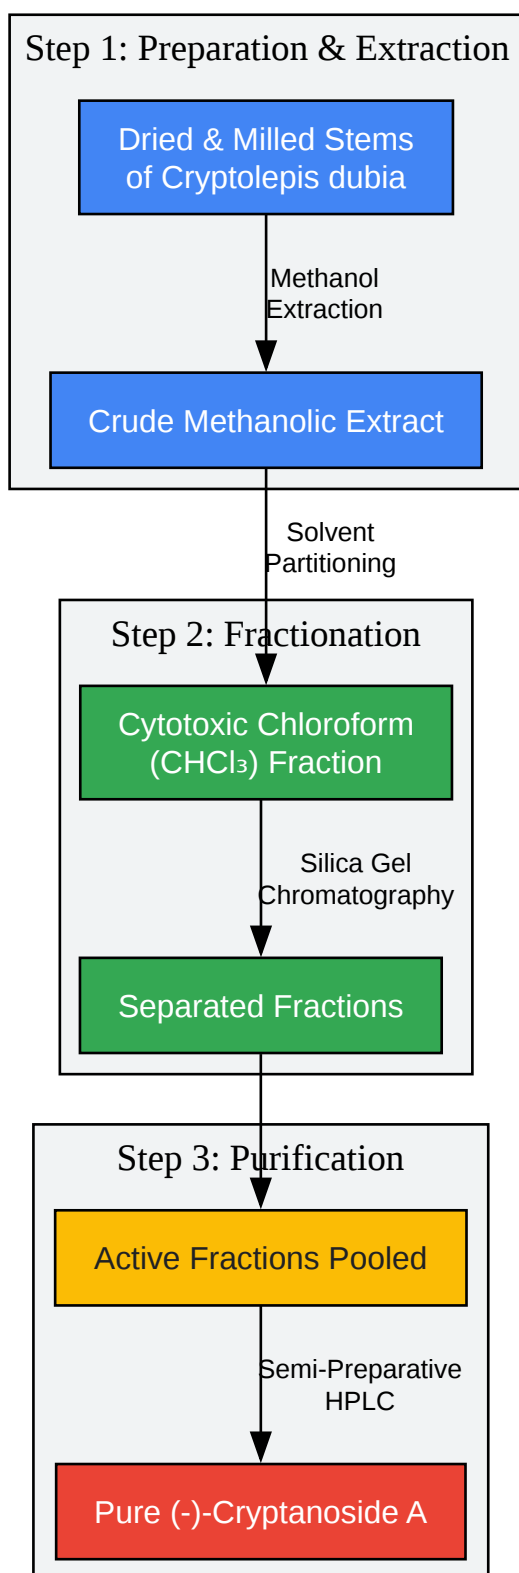 Step 1: Preparation & Extraction
Dried & Milled Stems
of Cryptolepis dubia
Methanol
Extraction
Crude Methanolic Extract
Solvent
Partitioning
Step 2: Fractionation
Cytotoxic Chloroform
(CHCl₃) Fraction
Silica Gel
Chromatography
Separated Fractions
Step 3: Purification
Active Fractions Pooled
Semi-Preparative
HPLC
Pure (-)-Cryptanoside A